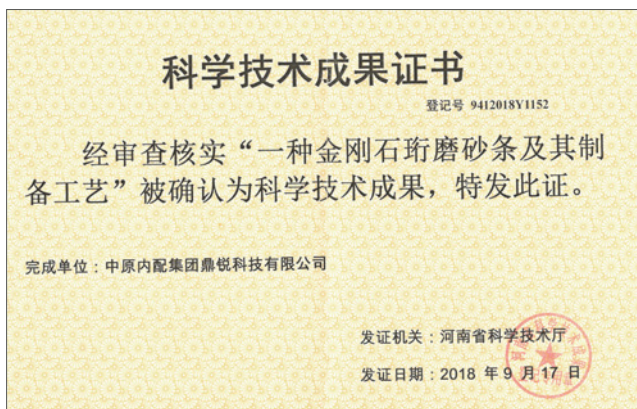 科学技术成果证书
登记号 9412018Y1152
经审查核实“一种金刚石珩磨砂条及其制
备工艺”被确认为科学技术成果，特发此证。
完成单位：中原内配集团鼎锐科技有限公司
发证机关：河南省科学技术厅
发证日期：2018 年 9 月 17 日